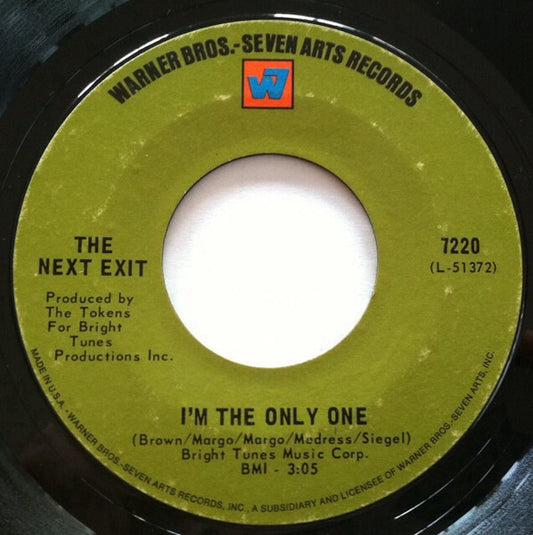 WARNER BROS.-SEVEN ARTS RECORDS
W7
THE
NEXT EXIT
Produced by
The Tokens
For Bright
Tunes
Productions Inc.
7220
(L-51372)
I'M THE ONLY ONE
(Brown/Margo/Margo/Medress/Siegel)
Bright Tunes Music Corp.
BMI - 3:05
MADE IN U.S.A. - WARNER BROS.-SEVEN ARTS RECORDS, INC., A SUBSIDIARY AND LICENSEE OF WARNER BROS.-SEVEN ARTS, INC.